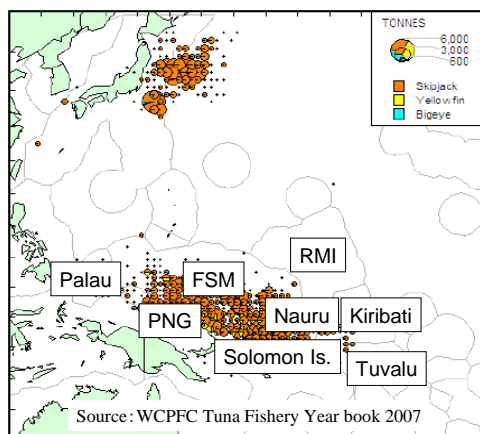 TONNES
6,000
3,000
600
Skipjack
Yellowfin
Bigeye
RMI
Palau
FSM
PNG
Nauru
Kiribati
Solomon Is.
Tuvalu
Source: WCPFC Tuna Fishery Year book 2007